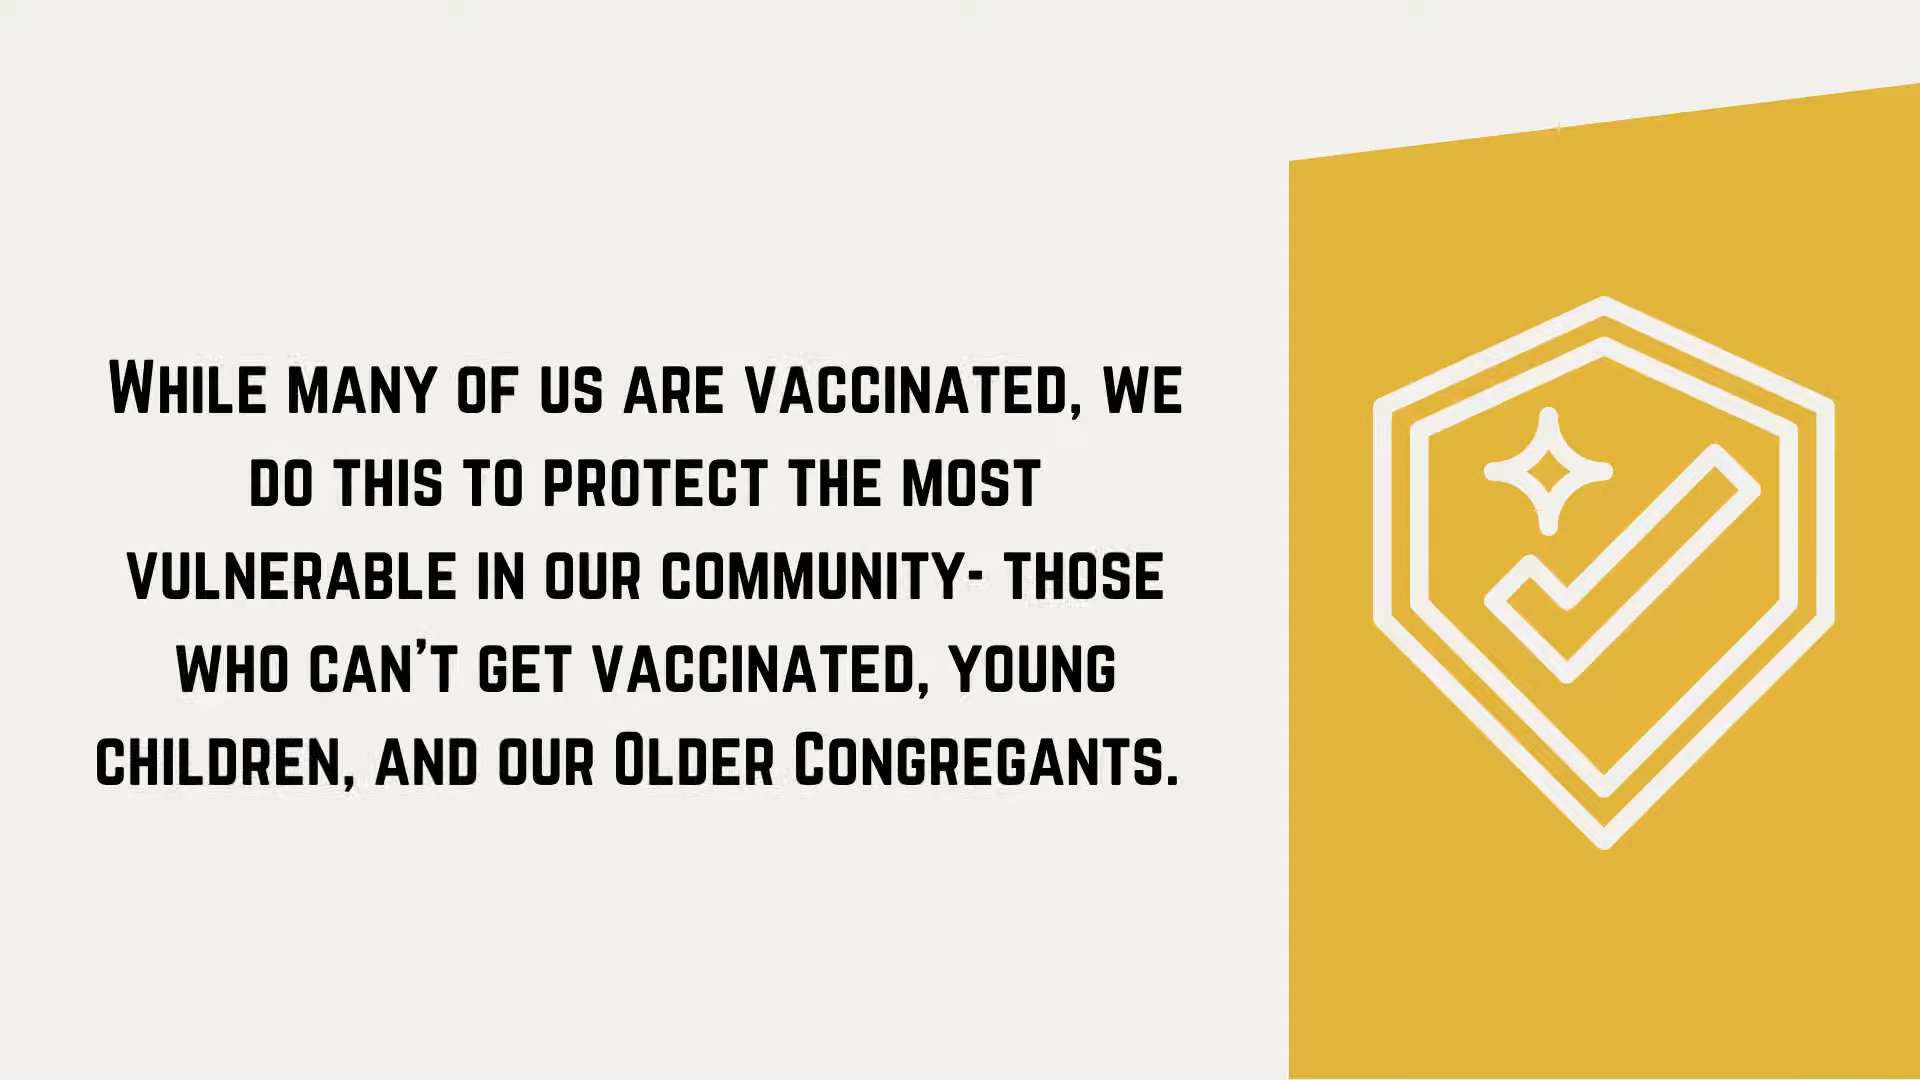 While many of us are vaccinated, we
do this to protect the most
vulnerable in our community- those
who can’t get vaccinated, young
children, and our Older Congregants.